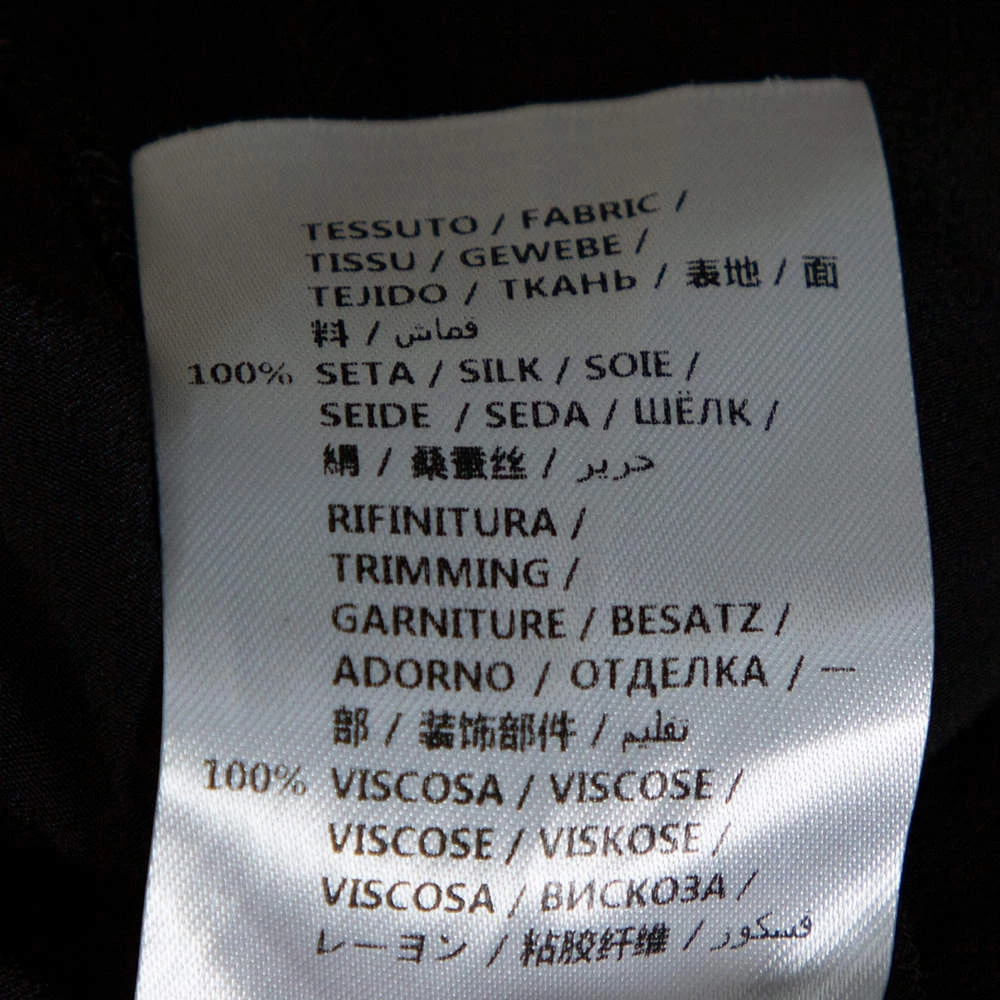 TESSUTO / FABRIC /
TISSU / GEWEBE /
TEJIDO / ТКАНЬ / 表地 / 面
料 / قماش
100% SETA / SILK / SOIE /
SEIDE / SEDA / ШЁЛК /
絹 / 桑蚕丝 / حرير
RIFINITURA /
TRIMMING /
GARNITURE / BESATZ /
ADORNO / ОТДЕЛКА / 一
部 / 装饰部件 / تقليم
100% VISCOSA / VISCOSE /
VISCOSE / VISKOSE /
VISCOSA / ВИСКОЗА /
レーヨン / 粘胶纤维 / فسكور